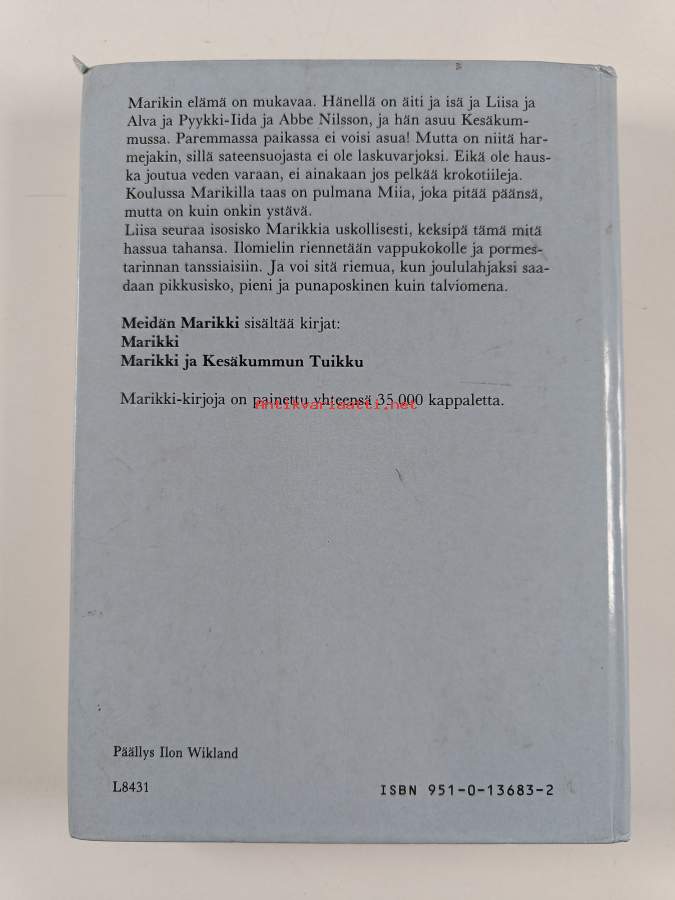 Marikin elämä on mukavaa. Hänellä on äiti ja isä ja Liisa ja
Alva ja Pyykki-Iida ja Abbe Nilsson, ja hän asuu Kesäkum-
mussa. Paremmassa paikassa ei voisi asua! Mutta on niitä har-
mejakin, sillä sateensuojasta ei ole laskuvarjoksi. Eikä ole haus-
ka joutua veden varaan, ei ainakaan jos pelkää krokotiileja.
Koulussa Marikilla taas on pulmana Miia, joka pitää päänsä,
mutta on kuin onkin ystävä.
Liisa seuraa isosisko Marikkia uskollisesti, keksipä tämä mitä
hassua tahansa. Ilomielin riennetään vappukokolle ja pormes-
tarinnan tanssiaisiin. Ja voi sitä riemua, kun joululahjaksi saa-
daan pikkusisko, pieni ja punaposkinen kuin talviomena.
Meidän Marikki sisältää kirjat:
Marikki
Marikki ja Kesäkummun Tuikku
Marikki-kirjoja on painettu yhteensä 35 000 kappaletta.
Antikvariaatti.net
Päällys Ilon Wikland
L8431
ISBN 951-0-13683-2